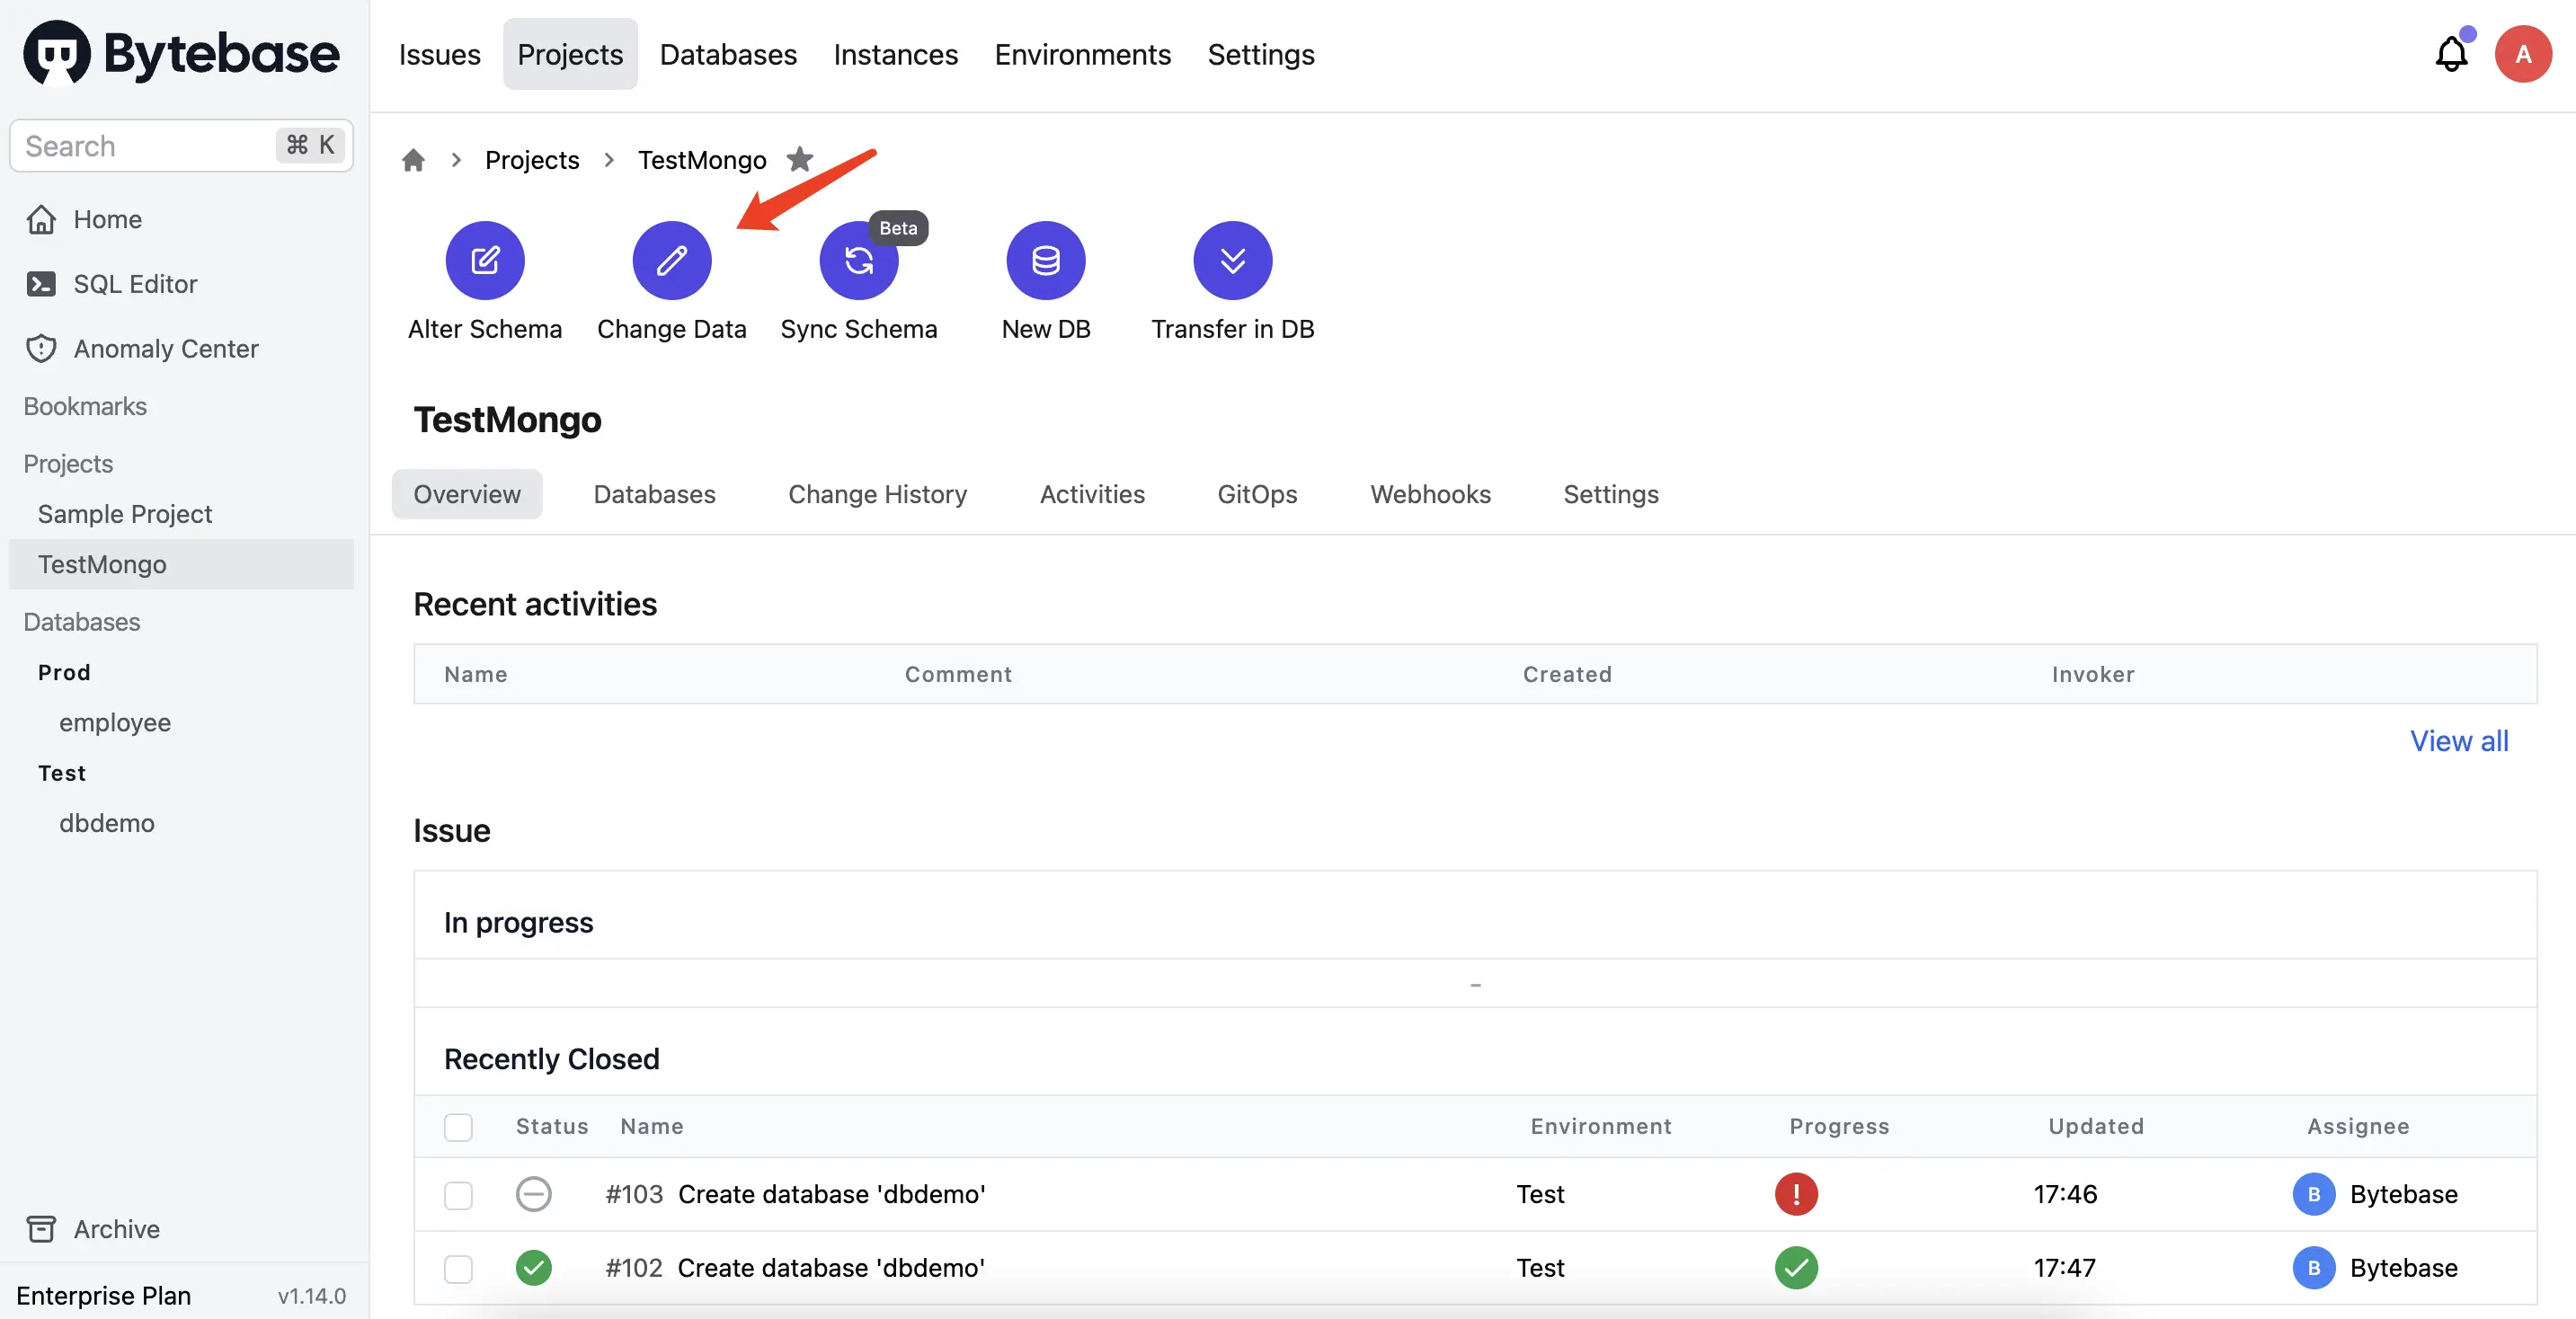 Bytebase
Issues Projects Databases Instances Environments Settings
A
Search ⌘ K
Home
SQL Editor
Anomaly Center
Bookmarks
Projects
Sample Project
TestMongo
Databases
Prod
employee
Test
dbdemo
Archive
Enterprise Plan v1.14.0
Projects TestMongo
Beta
Alter Schema Change Data Sync Schema New DB Transfer in DB
TestMongo
Overview Databases Change History Activities GitOps Webhooks Settings
Recent activities
Name Comment Created Invoker
View all
Issue
In progress
-
Recently Closed
Status Name Environment Progress Updated Assignee
#103 Create database 'dbdemo' Test ! 17:46 B Bytebase
#102 Create database 'dbdemo' Test 17:47 B Bytebase